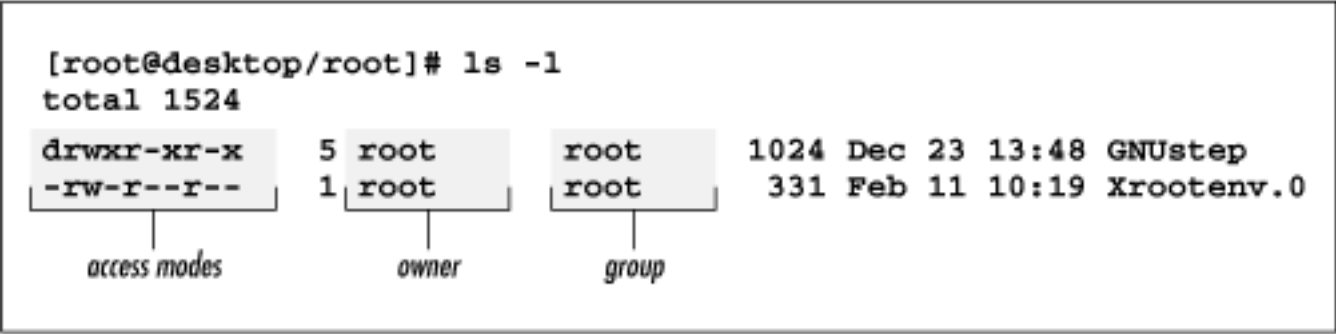 [root@desktop/root]# ls -l
total 1524
drwxr-xr-x 5 root root 1024 Dec 23 13:48 GNUstep
-rw-r--r-- 1 root root 331 Feb 11 10:19 Xrootenv.0
access modes owner group